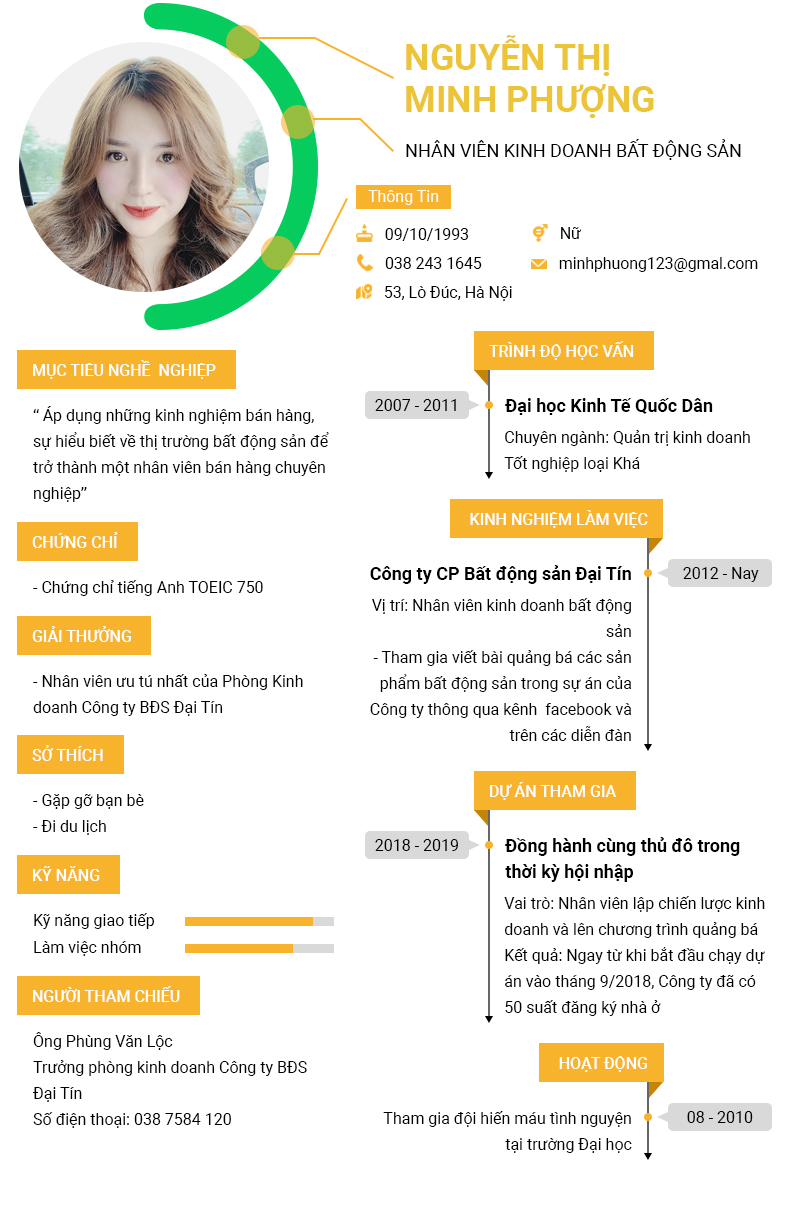 NGUYỄN THỊ
MINH PHƯỢNG
NHÂN VIÊN KINH DOANH BẤT ĐỘNG SẢN
Thông Tin
09/10/1993
Nữ
038 243 1645
minhphuong123@gmal.com
53, Lò Đúc, Hà Nội
MỤC TIÊU NGHỀ NGHIỆP
“ Áp dụng những kinh nghiệm bán hàng,
sự hiểu biết về thị trường bất động sản để
trở thành một nhân viên bán hàng chuyên
nghiệp”
CHỨNG CHỈ
- Chứng chỉ tiếng Anh TOEIC 750
GIẢI THƯỞNG
- Nhân viên ưu tú nhất của Phòng Kinh
doanh Công ty BĐS Đại Tín
SỞ THÍCH
- Gặp gỡ bạn bè
- Đi du lịch
KỸ NĂNG
Kỹ năng giao tiếp
Làm việc nhóm
NGƯỜI THAM CHIẾU
Ông Phùng Văn Lộc
Trưởng phòng kinh doanh Công ty BĐS
Đại Tín
Số điện thoại: 038 7584 120
TRÌNH ĐỘ HỌC VẤN
2007 - 2011
Đại học Kinh Tế Quốc Dân
Chuyên ngành: Quản trị kinh doanh
Tốt nghiệp loại Khá
KINH NGHIỆM LÀM VIỆC
Công ty CP Bất động sản Đại Tín
2012 - Nay
Vị trí: Nhân viên kinh doanh bất động
sản
- Tham gia viết bài quảng bá các sản
phẩm bất động sản trong sự án của
Công ty thông qua kênh facebook và
trên các diễn đàn
DỰ ÁN THAM GIA
2018 - 2019
Đồng hành cùng thủ đô trong
thời kỳ hội nhập
Vai trò: Nhân viên lập chiến lược kinh
doanh và lên chương trình quảng bá
Kết quả: Ngay từ khi bắt đầu chạy dự
án vào tháng 9/2018, Công ty đã có
50 suất đăng ký nhà ở
HOẠT ĐỘNG
Tham gia đội hiến máu tình nguyện
tại trường Đại học
08 - 2010